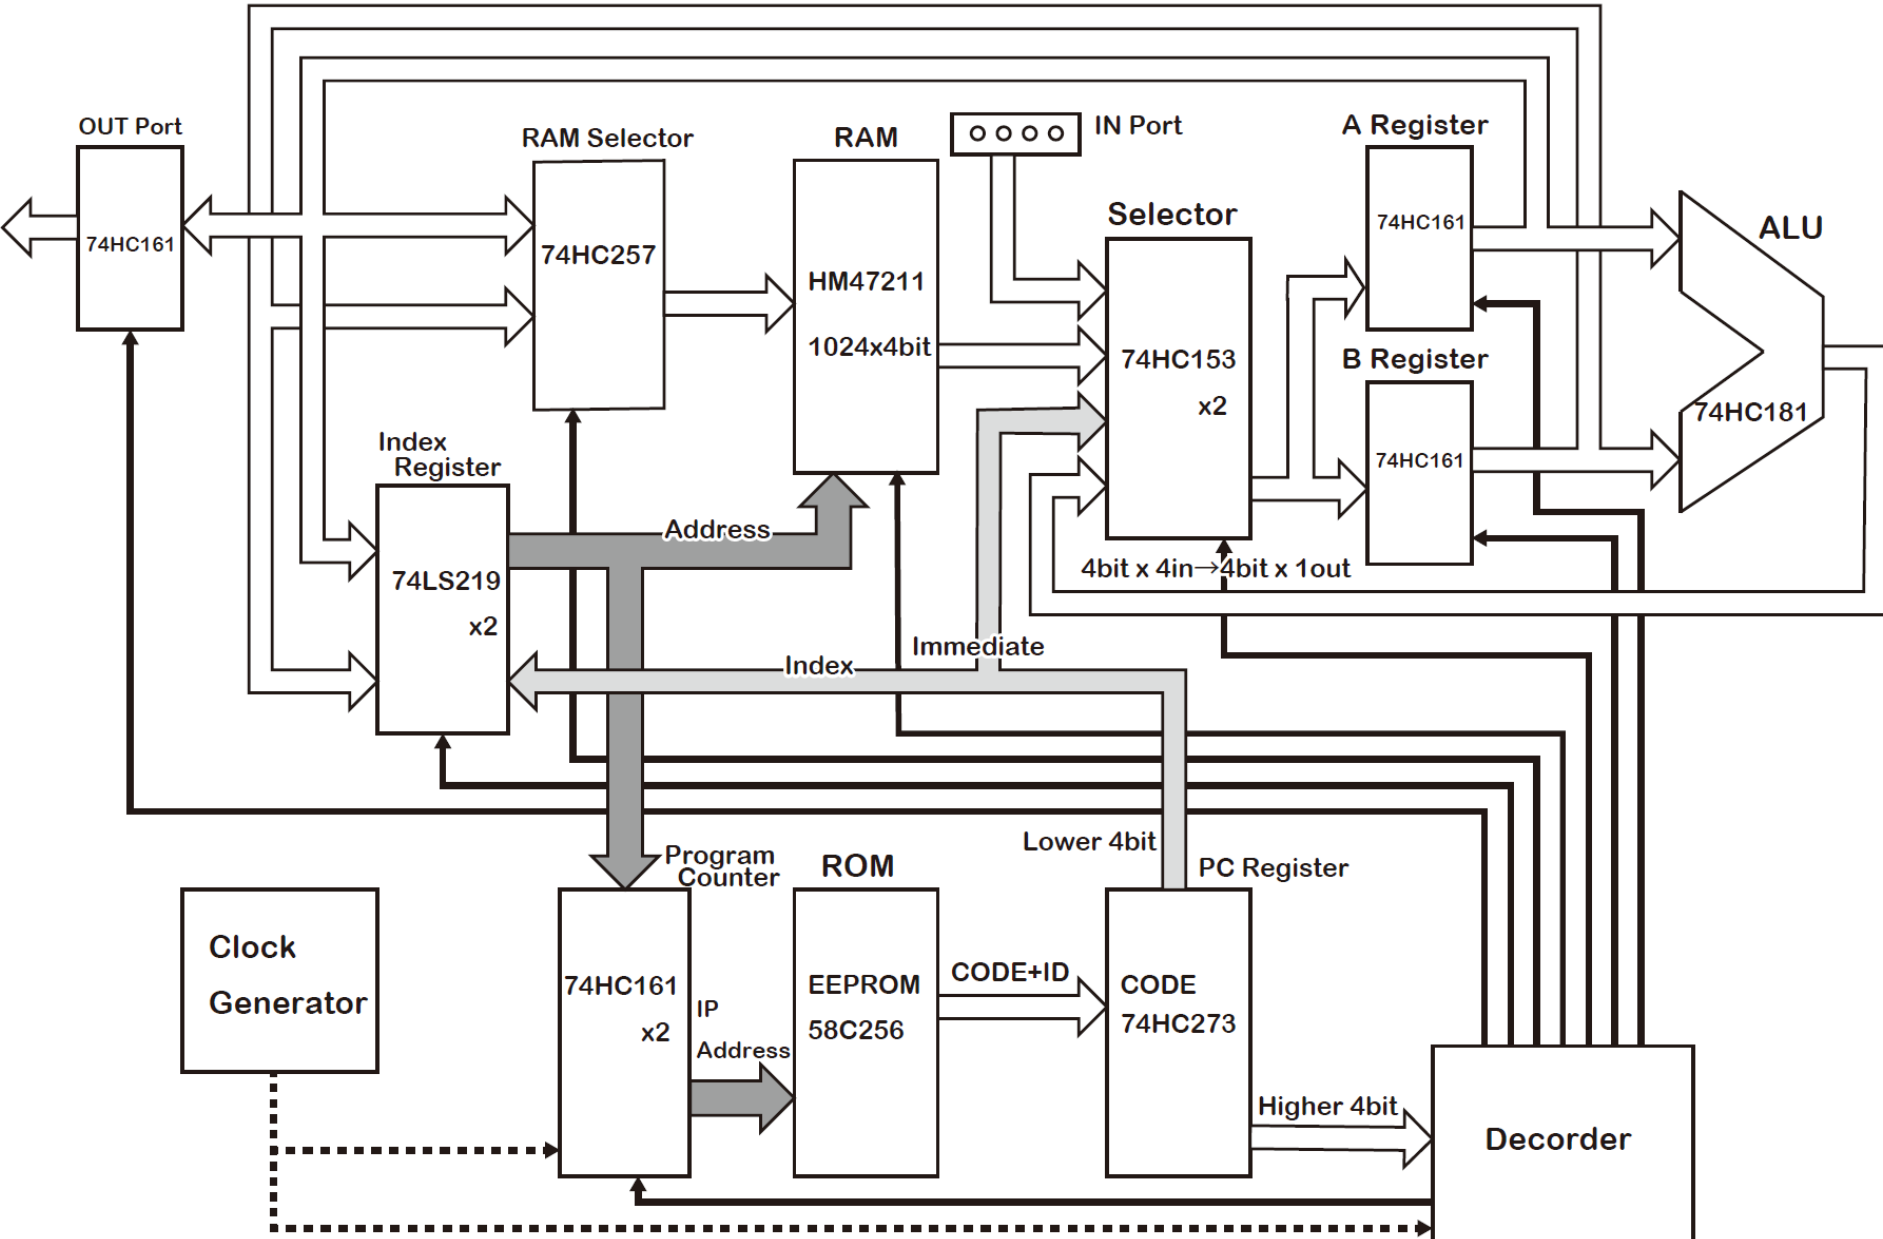 OUT Port
74HC161
RAM Selector
74HC257
RAM
HM47211
1024x4bit
IN Port
Selector
74HC153
x2
4bit x 4in→4bit x 1out
A Register
74HC161
B Register
74HC161
ALU
74HC181
Index
Register
74LS219
x2
Address
Immediate
Index
Lower 4bit
Clock
Generator
Program
Counter
74HC161
x2
IP
Address
ROM
EEPROM
58C256
CODE+ID
PC Register
CODE
74HC273
Higher 4bit
Decorder